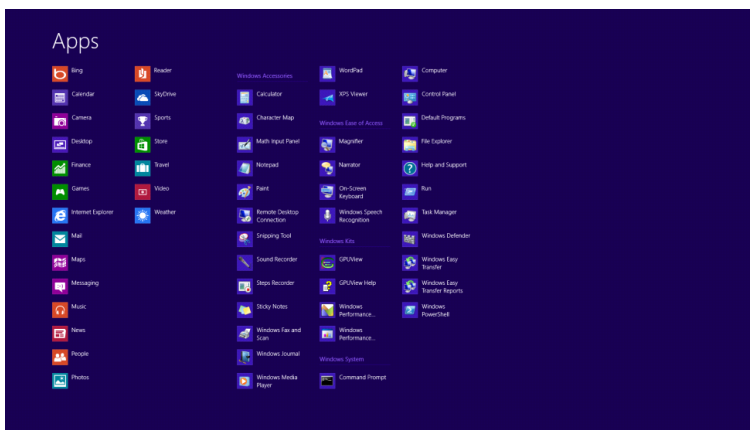 Apps
Bing
Calendar
Camera
Desktop
Finance
Games
Internet Explorer
Mail
Maps
Messaging
Music
News
People
Photos
Reader
SkyDrive
Sports
Store
Travel
Video
Weather
Windows Accessories
Calculator
Character Map
Math Input Panel
Notepad
Paint
Remote Desktop
Connection
Snipping Tool
Sound Recorder
Steps Recorder
Sticky Notes
Windows Fax and
Scan
Windows Journal
Windows Media
Player
WordPad
XPS Viewer
Windows Ease of Access
Magnifier
Narrator
On-Screen
Keyboard
Windows Speech
Recognition
Windows Kits
GPUView
GPUView Help
Windows
Performance...
Windows
Performance...
Windows System
Command Prompt
Computer
Control Panel
Default Programs
File Explorer
Help and Support
Run
Task Manager
Windows Defender
Windows Easy
Transfer
Windows Easy
Transfer Reports
Windows
PowerShell